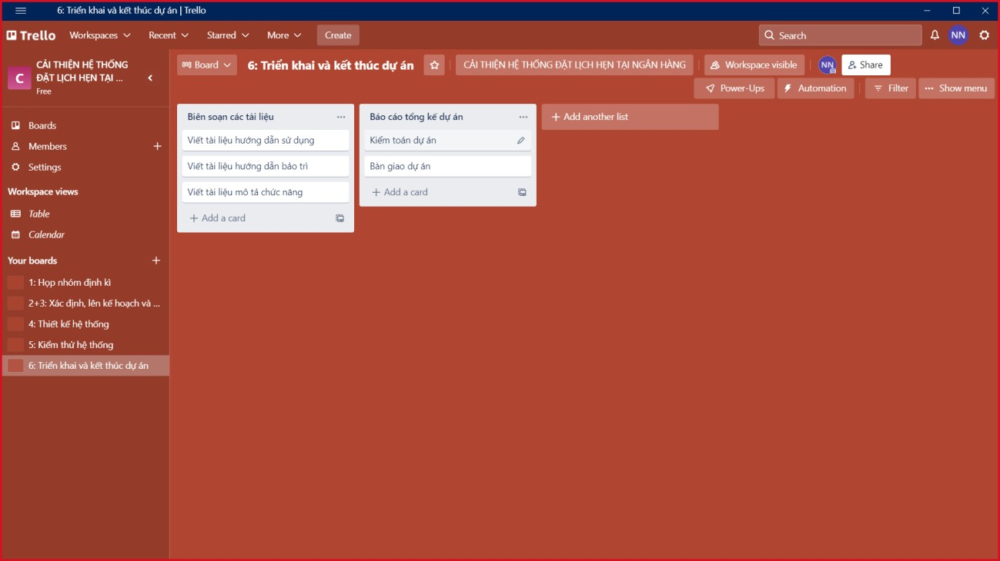 6: Triển khai và kết thúc dự án | Trello
Trello Workspaces Recent Starred More Create Search NN
C CẢI THIỆN HỆ THỐNG
ĐẶT LỊCH HẸN TẠI ...
Free
Board 6: Triển khai và kết thúc dự án CẢI THIỆN HỆ THỐNG ĐẶT LỊCH HẸN TẠI NGÂN HÀNG Workspace visible NN Share
Power-Ups Automation Filter Show menu
Boards
Members
Settings
Workspace views
Table
Calendar
Your boards
1: Họp nhóm định kì
2+3: Xác định, lên kế hoạch và ...
4: Thiết kế hệ thống
5: Kiểm thử hệ thống
6: Triển khai và kết thúc dự án
Biên soạn các tài liệu
Viết tài liệu hướng dẫn sử dụng
Viết tài liệu hướng dẫn bảo trì
Viết tài liệu mô tả chức năng
Add a card
Báo cáo tổng kế dự án
Kiểm toán dự án
Bàn giao dự án
Add a card
Add another list